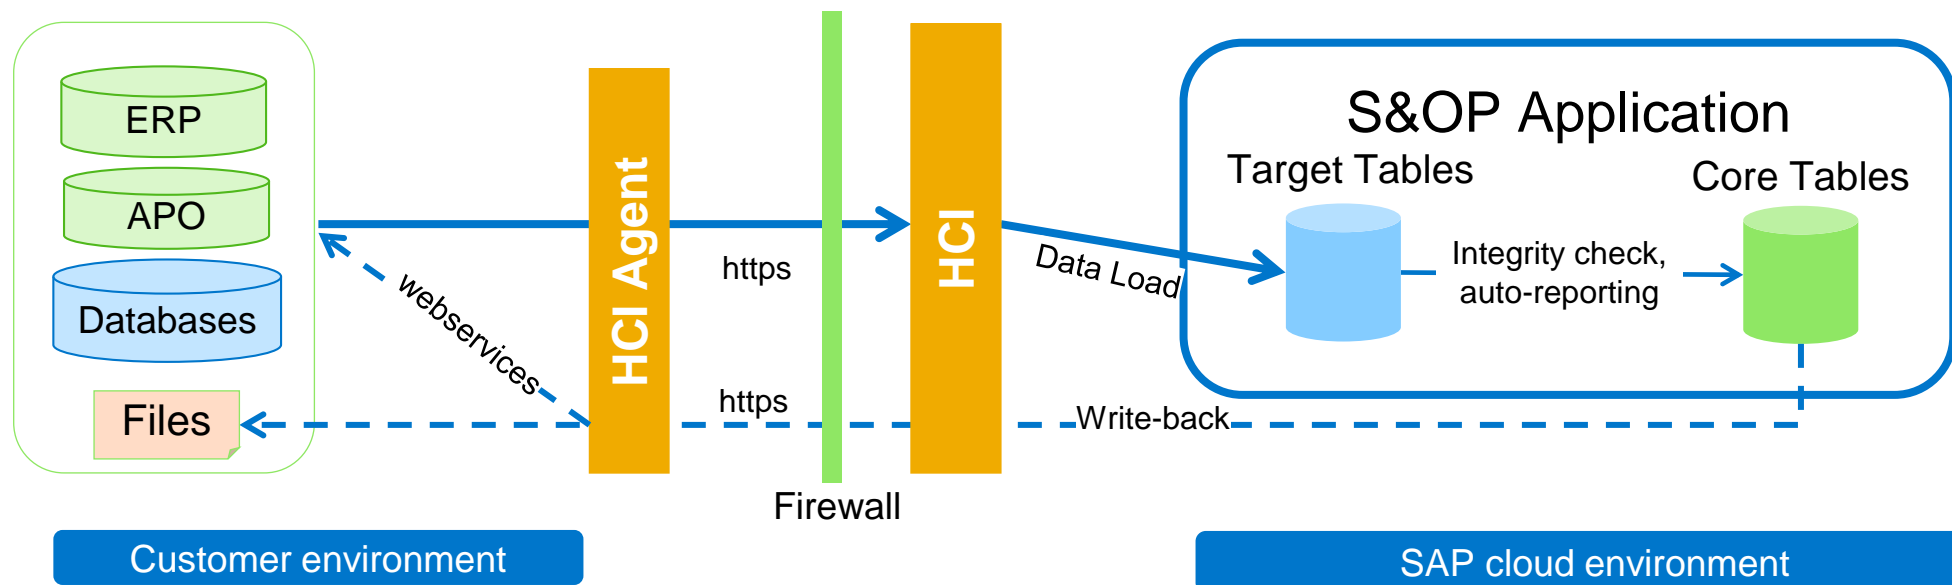 ERP
APO
Databases
Files
webservices
HCI Agent
https
https
Firewall
HCI
Data Load
Write-back
S&OP Application
Target Tables
Core Tables
Integrity check,
auto-reporting
Customer environment
SAP cloud environment